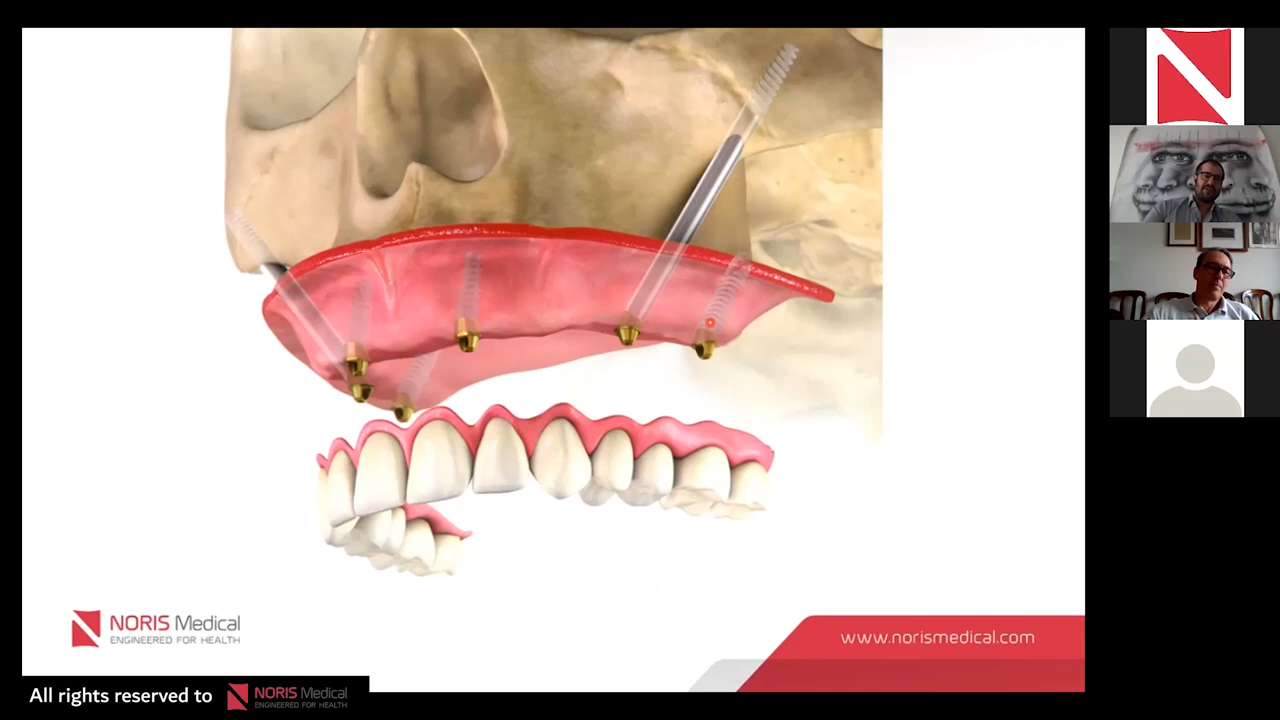 NORIS Medical
ENGINEERED FOR HEALTH
www.norismedical.com
All rights reserved to
NORIS Medical
ENGINEERED FOR HEALTH